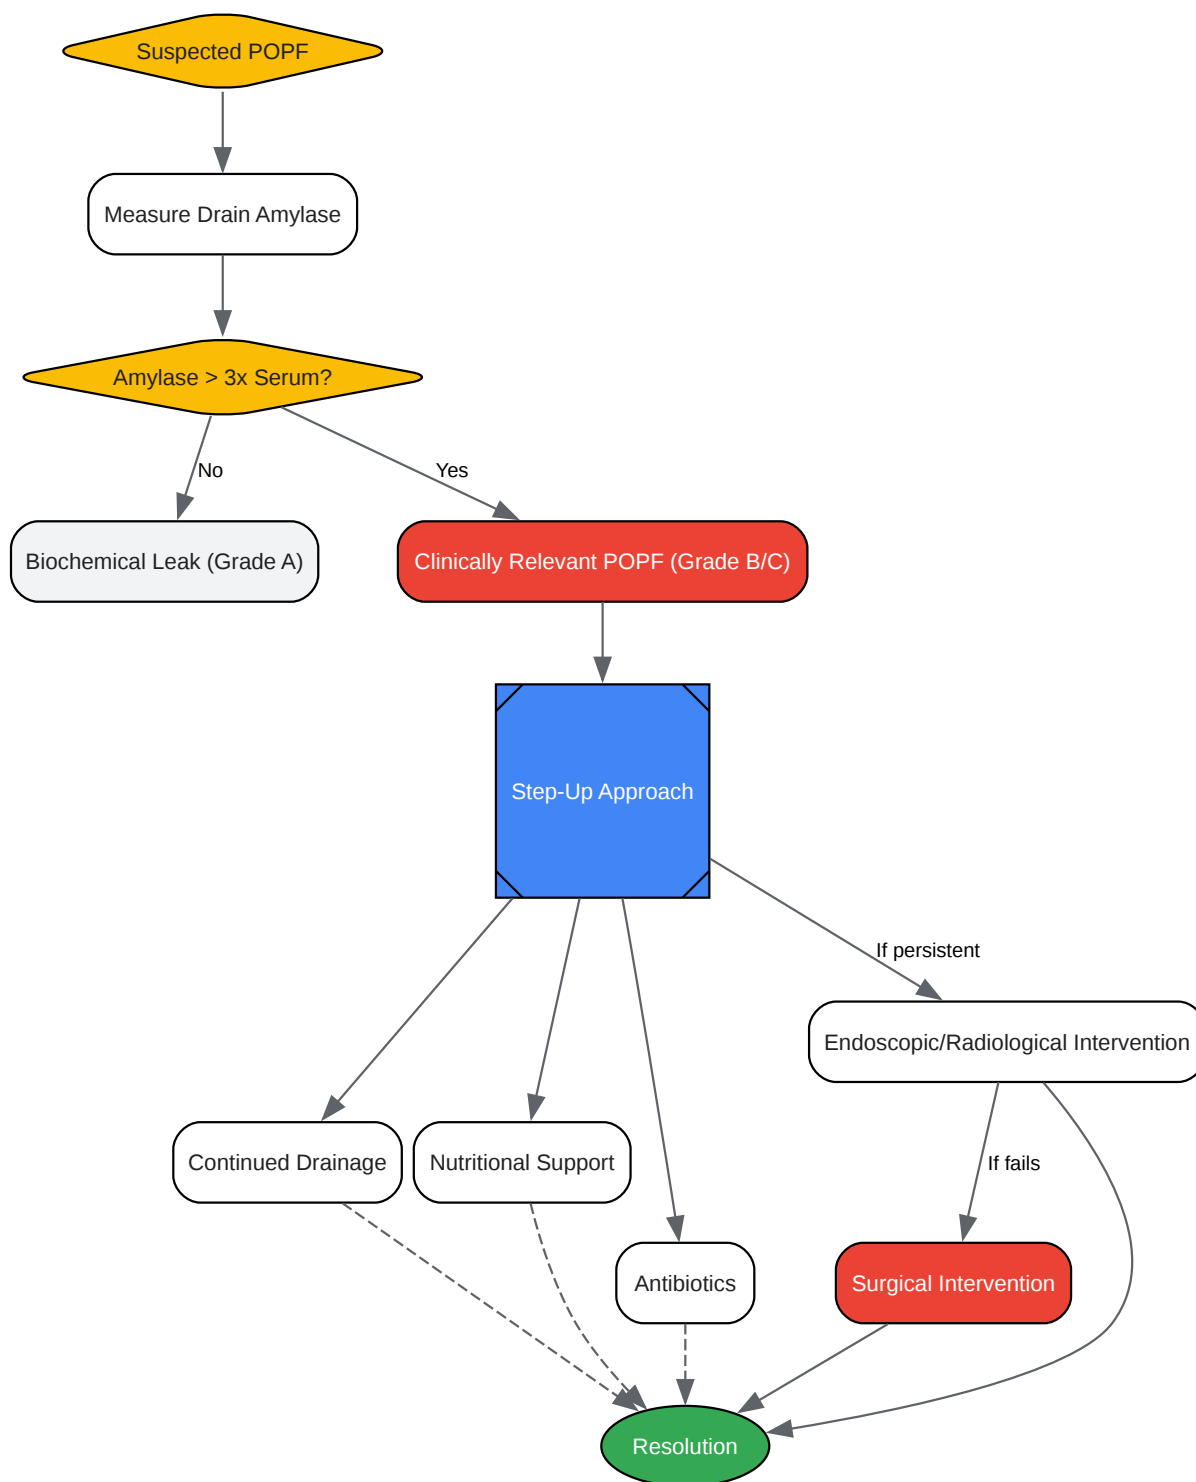 Suspected POPF
Measure Drain Amylase
Amylase > 3x Serum?
No
Yes
Biochemical Leak (Grade A)
Clinically Relevant POPF (Grade B/C)
Step-Up Approach
If persistent
Endoscopic/Radiological Intervention
Continued Drainage
Nutritional Support
If fails
Antibiotics
Surgical Intervention
Resolution